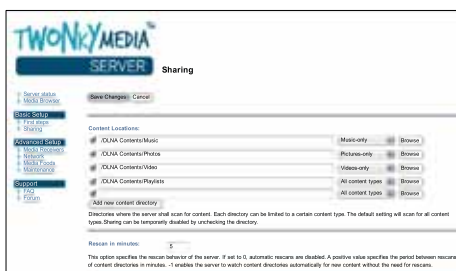 TWONKYMEDIA™
SERVER
Sharing
Server status
Media Browser
Save Changes Cancel
Basic Setup
First steps
Sharing
Content Locations:
Advanced Setup
Media Receivers
Network
Media Feeds
Maintenance
/DLNA Contents/Music Music-only Browse
/DLNA Contents/Photos Pictures-only Browse
/DLNA Contents/Video Videos-only Browse
/DLNA Contents/Playlists All content types Browse
All content types Browse
Support
FAQ
Forum
Add new content directory
Directories where the server shall scan for content. Each directory can be limited to a certain content type. The default setting will scan for all content
types. Sharing can be temporarily disabled by unchecking the directory.
Rescan in minutes: 5
This option specifies the rescan behavior of the server. If set to 0, automatic rescans are disabled. A positive value specifies the period between rescans
of content directories in minutes. -1 enables the server to watch content directories automatically for new content without the need for rescans.